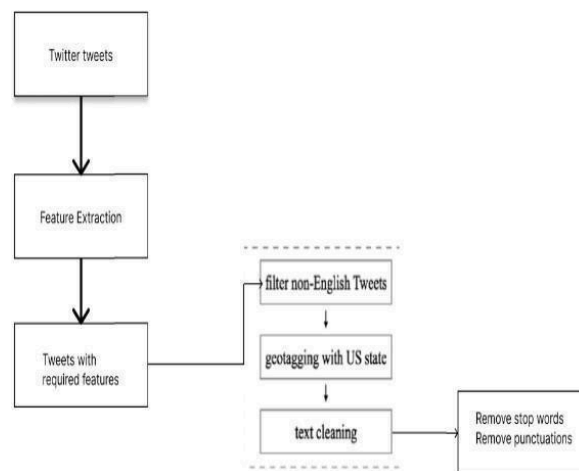 Twitter tweets
Feature Extraction
Tweets with
required features
filter non-English Tweets
geotagging with US state
text cleaning
Remove stop words
Remove punctuations